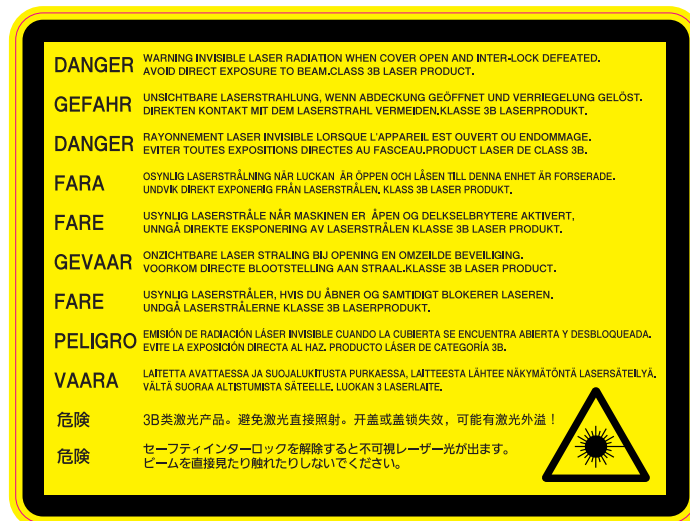 DANGER WARNING INVISIBLE LASER RADIATION WHEN COVER OPEN AND INTER-LOCK DEFEATED.
AVOID DIRECT EXPOSURE TO BEAM.CLASS 3B LASER PRODUCT.
GEFAHR UNSICHTBARE LASERSTRAHLUNG, WENN ABDECKUNG GEÖFFNET UND VERRIEGELUNG GELÖST.
DIREKTEN KONTAKT MIT DEM LASERSTRAHL VERMEIDEN.KLASSE 3B LASERPRODUKT.
DANGER RAYONNEMENT LASER INVISIBLE LORSQUE L'APPAREIL EST OUVERT OU ENDOMMAGE.
EVITER TOUTES EXPOSITIONS DIRECTES AU FASCEAU.PRODUCT LASER DE CLASS 3B.
FARA OSYNLIG LASERSTRÅLNING NÄR LUCKAN ÄR ÖPPEN OCH LÅSEN TILL DENNA ENHET ÄR FORSERADE.
UNDVIK DIREKT EXPONERIG FRÅN LASERSTRÅLEN. KLASS 3B LASER PRODUKT.
FARE USYNLIG LASERSTRÅLE NÅR MASKINEN ER ÅPEN OG DELKSELBRYTERE AKTIVERT,
UNNGÅ DIREKTE EKSPONERING AV LASERSTRÅLEN KLASSE 3B LASER PRODUKT.
GEVAAR ONZICHTBARE LASER STRALING BIJ OPENING EN OMZEILDE BEVEILIGING.
VOORKOM DIRECTE BLOOTSTELLING AAN STRAAL.KLASSE 3B LASER PRODUCT.
FARE USYNLIG LASERSTRÅLER, HVIS DU ÅBNER OG SAMTIDIGT BLOKERER LASEREN.
UNDGÅ LASERSTRÅLERNE KLASSE 3B LASERPRODUKT.
PELIGRO EMISIÓN DE RADIACIÓN LÁSER INVISIBLE CUANDO LA CUBIERTA SE ENCUENTRA ABIERTA Y DESBLOQUEADA.
EVITE LA EXPOSICIÓN DIRECTA AL HAZ. PRODUCTO LÁSER DE CATEGORÍA 3B.
VAARA LAITETTA AVATTAESSA JA SUOJALUKITUSTA PURKAESSA, LAITTEESTA LÄHTEE NÄKYMÄTÖNTÄ LASERSÄTEILYÄ.
VÄLTÄ SUORAA ALTISTUMISTA SÄTEELLE. LUOKAN 3 LASERLAITE.
危険 3B类激光产品。避免激光直接照射。开盖或盖锁失效，可能有激光外溢！
危険 セーフティインターロックを解除すると不可視レーザー光が出ます。
ビームを直接見たり触れたりしないでください。